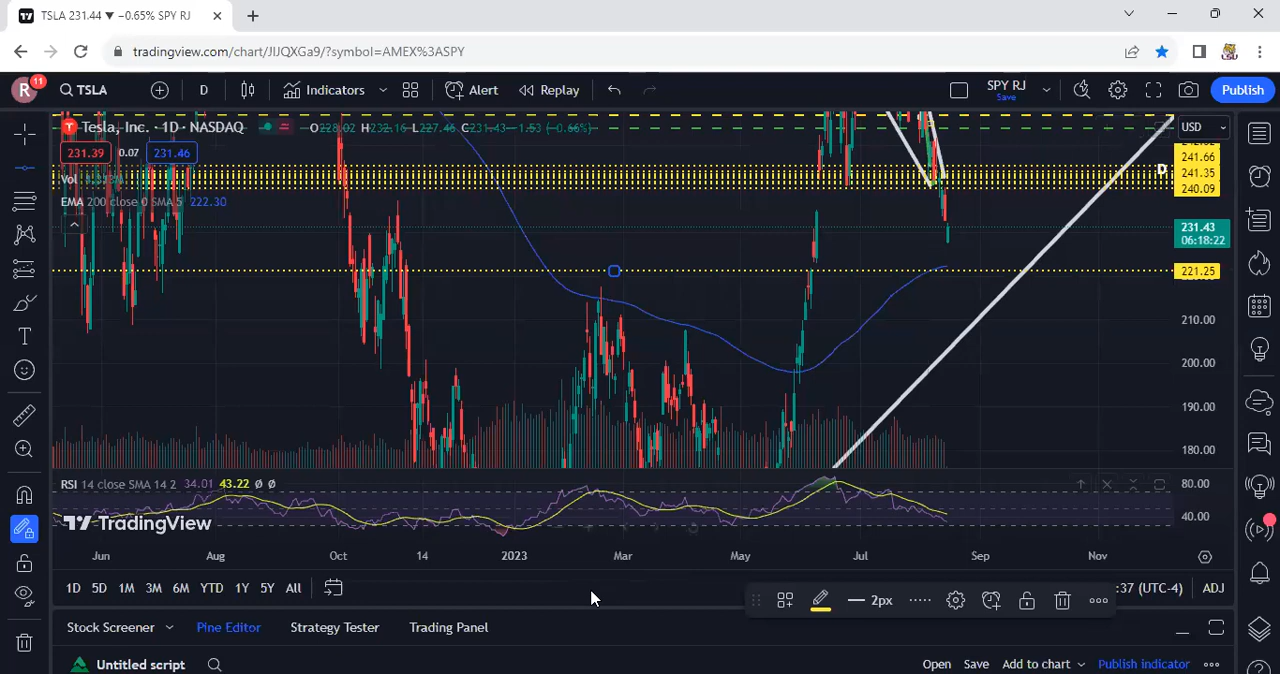 TSLA 231.44 ▼ −0.65% SPY RJ
tradingview.com/chart/JIJQXGa9/?symbol=AMEX%3ASPY
R 11 TSLA D Indicators Alert Replay SPY RJ Save Publish
Tesla, Inc. · 1D · NASDAQ O228.02 H232.16 L227.46 C231.43 −1.53 (−0.66%) USD
231.39 0.07 231.46
241.66
Vol
D
241.35
EMA 200 close 0 SMA 5 222.30
240.09
231.43
06:18:22
221.25
210.00
200.00
190.00
180.00
RSI 14 close SMA 14 2 34.01 43.22 ø ø
80.00
40.00
TradingView
Jun Aug Oct 14 2023 Mar May Jul Sep Nov
1D 5D 1M 3M 6M YTD 1Y 5Y All
2px
:37 (UTC-4) ADJ
Stock Screener Pine Editor Strategy Tester Trading Panel
Untitled script Open Save Add to chart Publish indicator